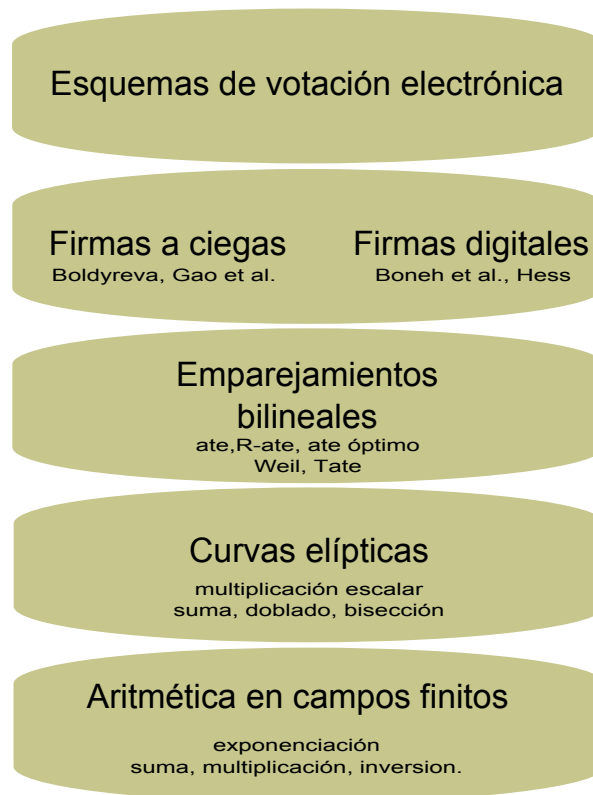 Esquemas de votación electrónica
Firmas a ciegas
Boldyreva, Gao et al.
Firmas digitales
Boneh et al., Hess
Emparejamientos
bilineales
ate,R-ate, ate óptimo
Weil, Tate
Curvas elípticas
multiplicación escalar
suma, doblado, bisección
Aritmética en campos finitos
exponenciación
suma, multiplicación, inversion.